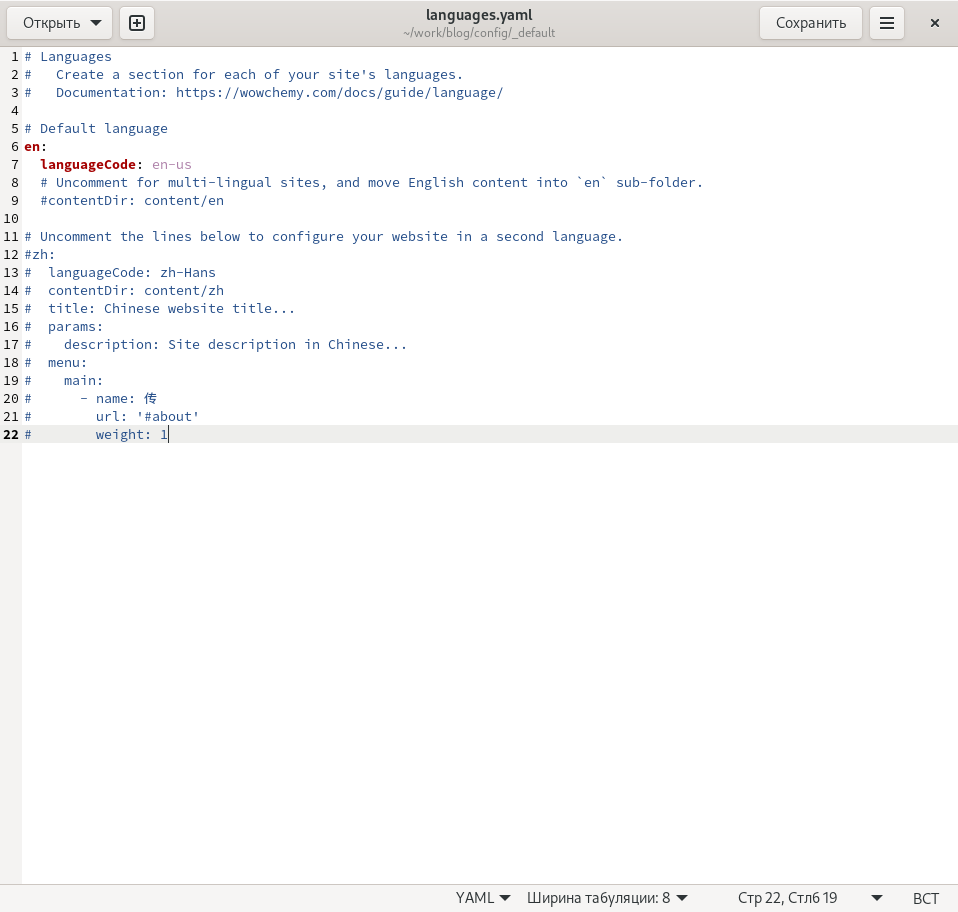 Открыть
languages.yaml
~/work/blog/config/_default
Сохранить
1 # Languages
2 #   Create a section for each of your site's languages.
3 #   Documentation: https://wowchemy.com/docs/guide/language/
4
5 # Default language
6 en:
7   languageCode: en-us
8   # Uncomment for multi-lingual sites, and move English content into `en` sub-folder.
9   #contentDir: content/en
10
11 # Uncomment the lines below to configure your website in a second language.
12 #zh:
13 #  languageCode: zh-Hans
14 #  contentDir: content/zh
15 #  title: Chinese website title...
16 #  params:
17 #    description: Site description in Chinese...
18 #  menu:
19 #    main:
20 #      - name: 传
21 #        url: '#about'
22 #        weight: 1
YAML Ширина табуляции: 8 Стр 22, Стлб 19 ВСТ